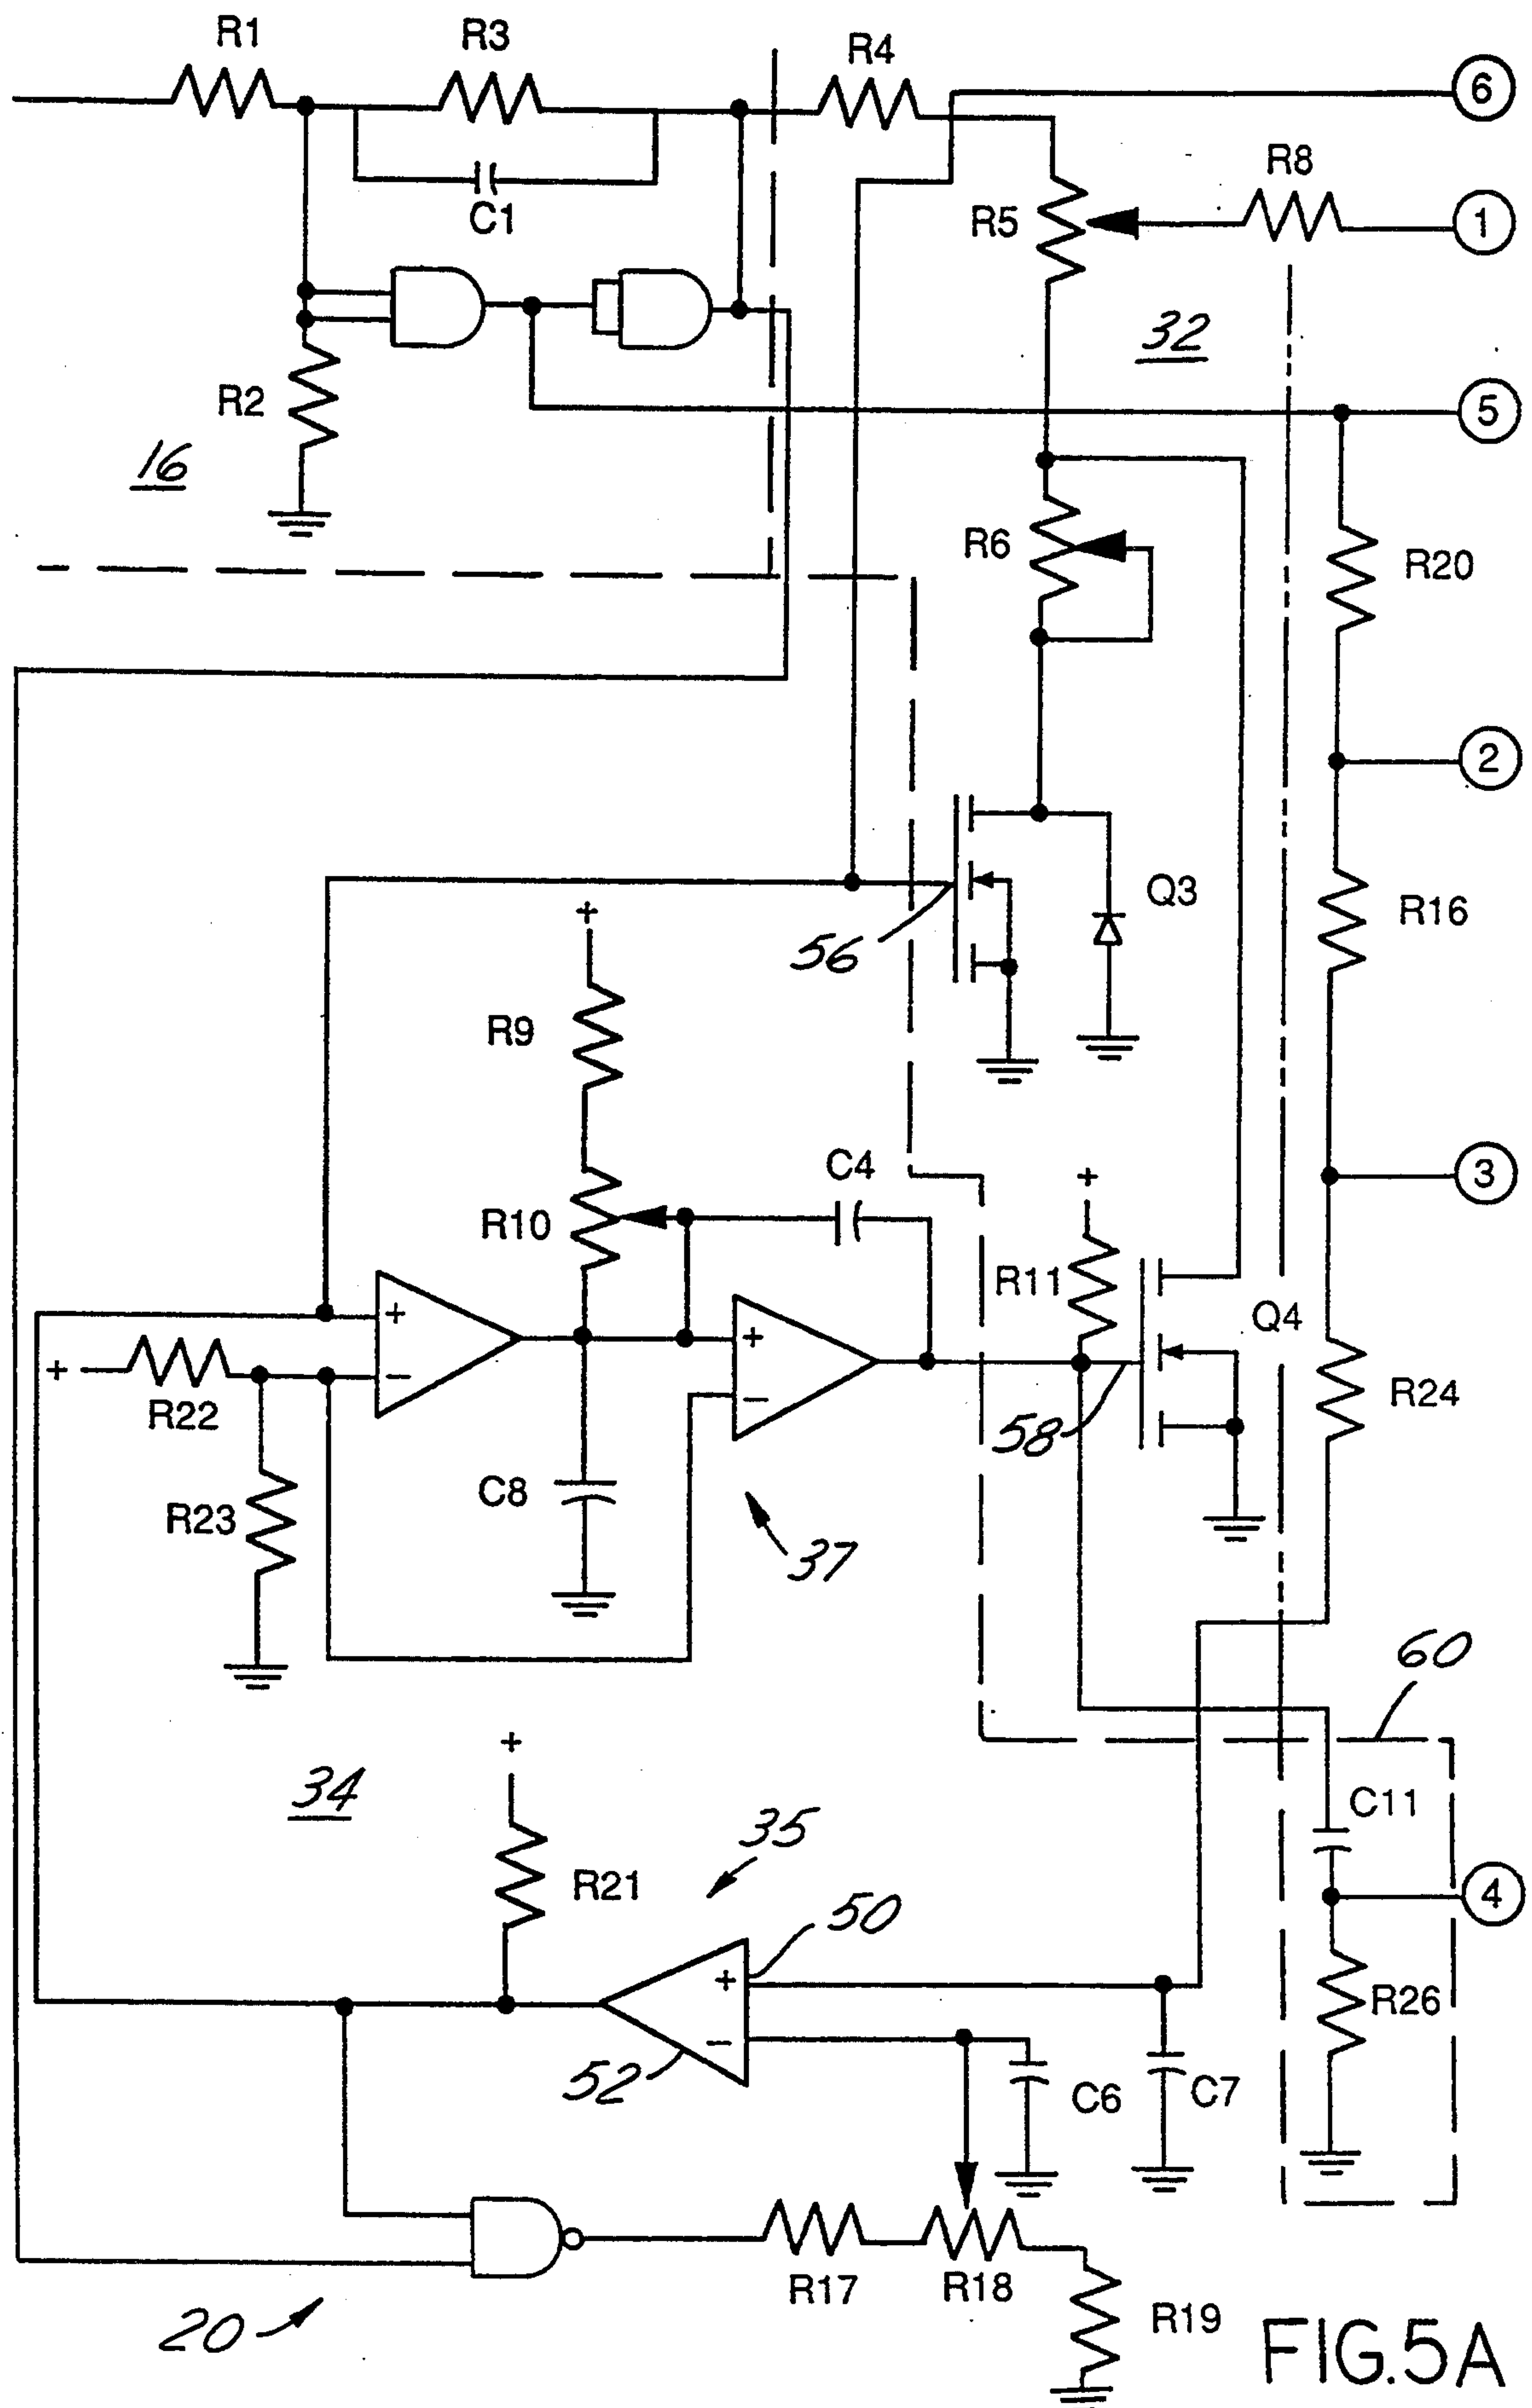 R1
R3
R4
6
C1
R5
R8
1
32
R2
16
5
R6
R20
2
56
Q3
R16
+
R9
C4
+
3
R10
R11
+
+
Q4
+
R22
−
−
58
R24
R23
C8
37
60
+
34
35
C11
R21
50
4
+
R26
−
52
C6
C7
R17
R18
20
R19
FIG.5A